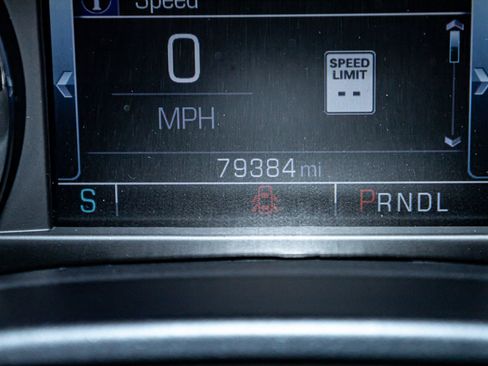 i Speed
0
SPEED
LIMIT
--
MPH
79384 mi
S PRNDL